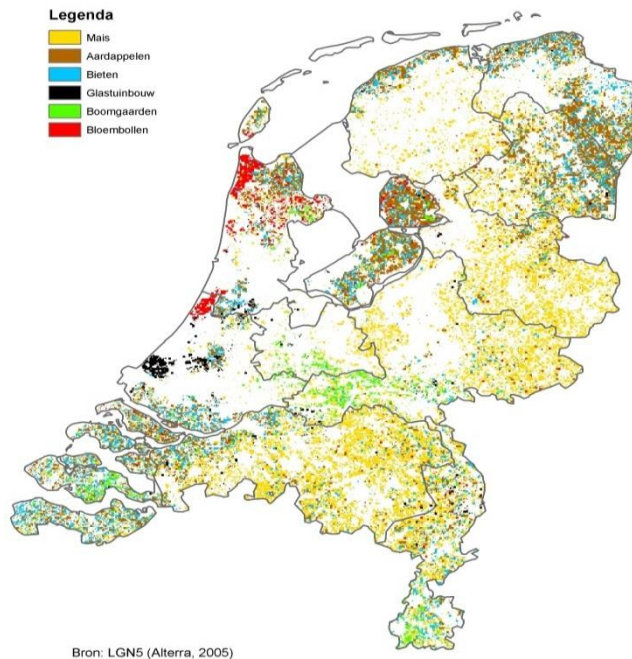 Legenda
Mais
Aardappelen
Bieten
Glastuinbouw
Boomgaarden
Bloembollen
Bron: LGN5 (Alterra, 2005)